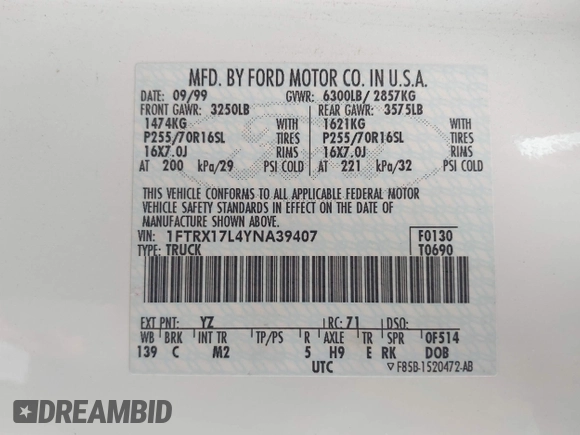 MFD. BY FORD MOTOR CO. IN U.S.A.
DATE: 09/99 GVWR: 6300LB/ 2857KG
FRONT GAWR: 3250LB REAR GAWR: 3575LB
1474KG WITH 1621KG WITH
P255/70R16SL TIRES P255/70R16SL TIRES
16X7.0J RIMS 16X7.0J RIMS
AT 200 kPa/29 PSI COLD AT 221 kPa/32 PSI COLD
THIS VEHICLE CONFORMS TO ALL APPLICABLE FEDERAL MOTOR
VEHICLE SAFETY STANDARDS IN EFFECT ON THE DATE OF
MANUFACTURE SHOWN ABOVE.
VIN: 1FTRX17L4YNA39407 F0130
TYPE: TRUCK T0690
EXT PNT: YZ RC: 71 DSO:
WB BRK INT TR TP/PS R AXLE TR SPR 0F514
139 C M2 5 H9 E RK DOB
UTC ▽ F85B-1520472-AB
DREAMBID